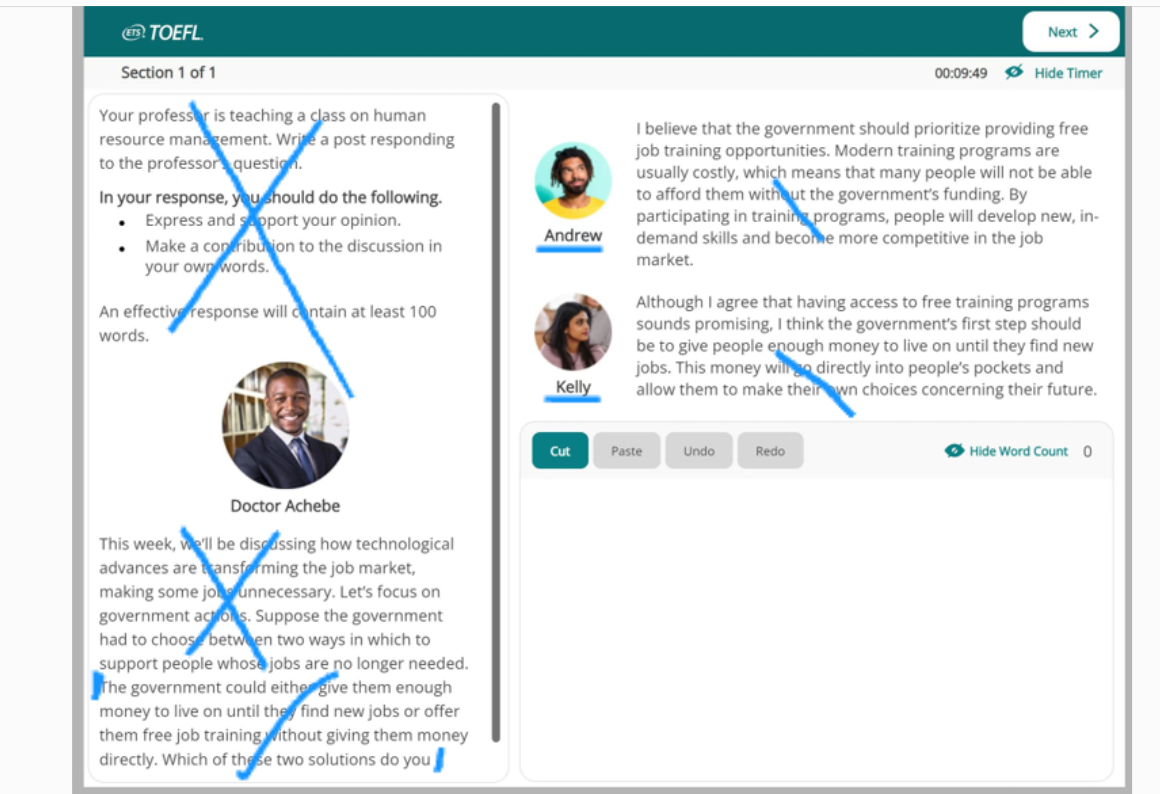 ETS TOEFL
Next
Section 1 of 1
00:09:49 Hide Timer
Your professor is teaching a class on human
resource management. Write a post responding
to the professor's question.
In your response, you should do the following.
• Express and support your opinion.
• Make a contribution to the discussion in
your own words.
An effective response will contain at least 100
words.
Doctor Achebe
This week, we'll be discussing how technological
advances are transforming the job market,
making some jobs unnecessary. Let's focus on
government actions. Suppose the government
had to choose between two ways in which to
support people whose jobs are no longer needed.
The government could either give them enough
money to live on until they find new jobs or offer
them free job training without giving them money
directly. Which of these two solutions do you
I believe that the government should prioritize providing free
job training opportunities. Modern training programs are
usually costly, which means that many people will not be able
to afford them without the government's funding. By
participating in training programs, people will develop new, in-
demand skills and become more competitive in the job
market.
Andrew
Although I agree that having access to free training programs
sounds promising, I think the government's first step should
be to give people enough money to live on until they find new
jobs. This money will go directly into people's pockets and
allow them to make their own choices concerning their future.
Kelly
Cut Paste Undo Redo Hide Word Count 0